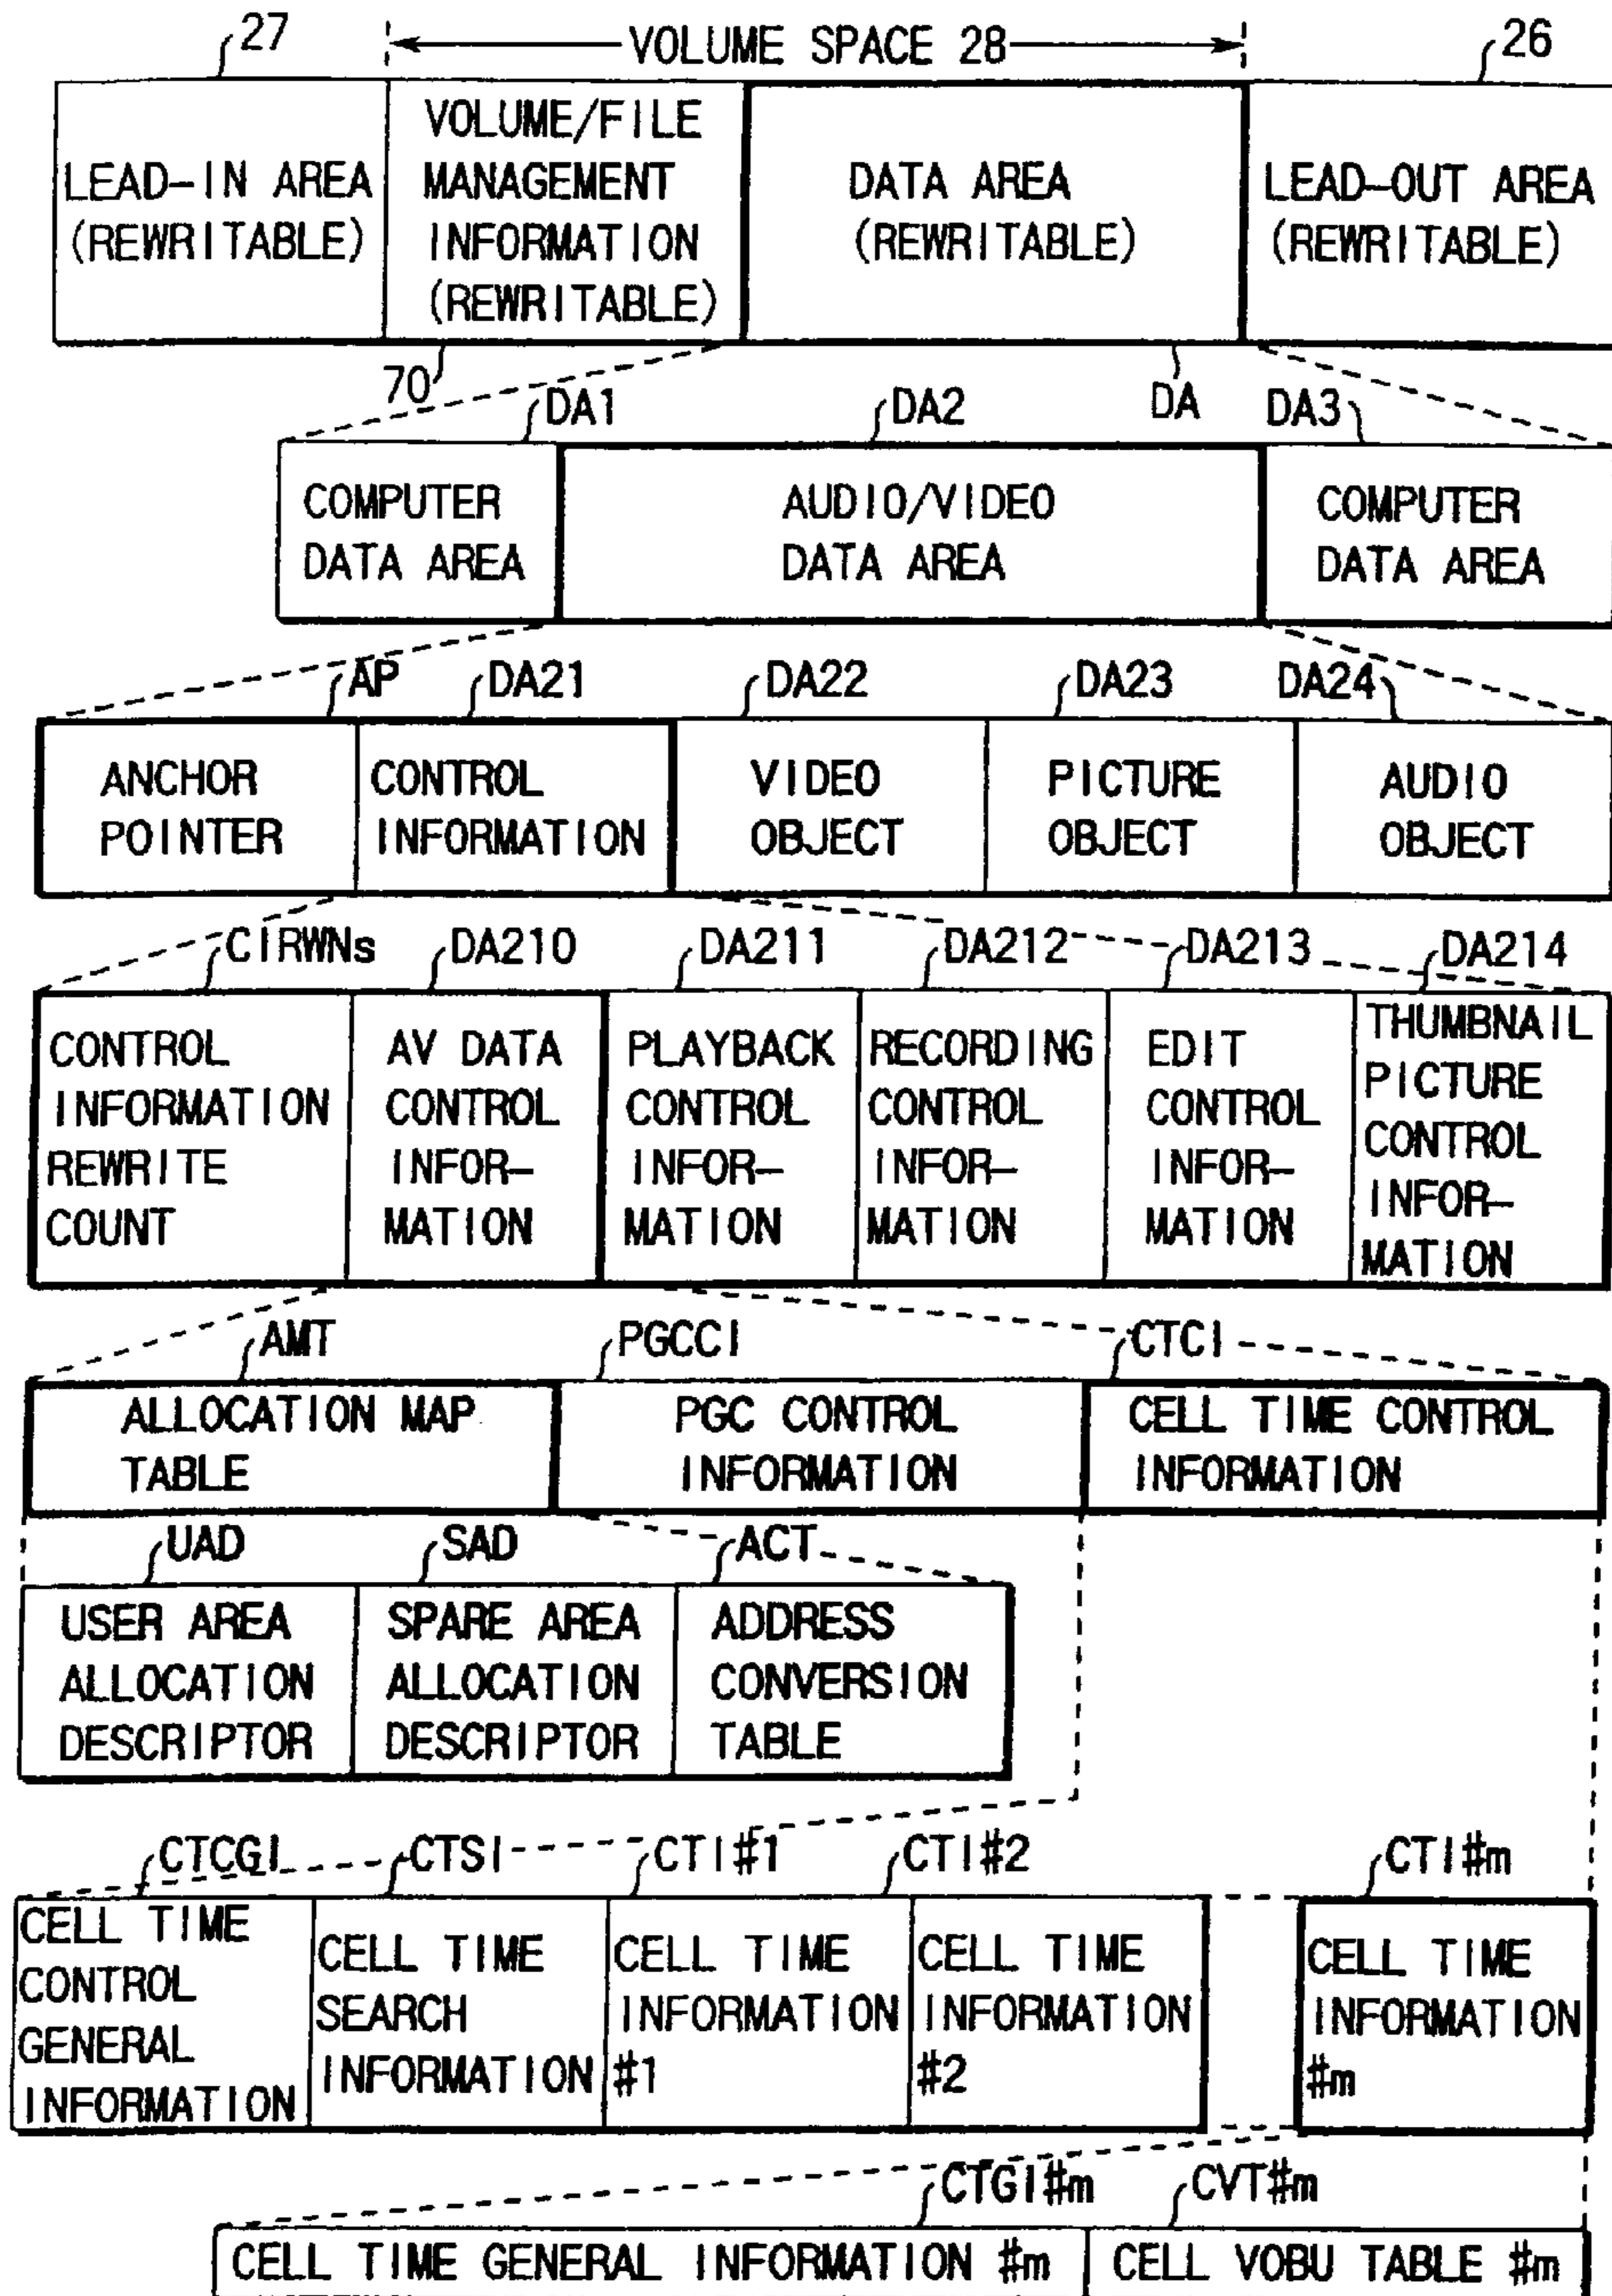 27
VOLUME SPACE 28
26
LEAD-IN AREA
(REWRITABLE)
VOLUME/FILE
MANAGEMENT
INFORMATION
(REWRITABLE)
DATA AREA
(REWRITABLE)
LEAD-OUT AREA
(REWRITABLE)
70
DA
DA1
DA2
DA3
COMPUTER
DATA AREA
AUDIO/VIDEO
DATA AREA
COMPUTER
DATA AREA
AP
DA21
DA22
DA23
DA24
ANCHOR
POINTER
CONTROL
INFORMATION
VIDEO
OBJECT
PICTURE
OBJECT
AUDIO
OBJECT
CIRWNs
DA210
DA211
DA212
DA213
DA214
CONTROL
INFORMATION
REWRITE
COUNT
AV DATA
CONTROL
INFOR-
MATION
PLAYBACK
CONTROL
INFOR-
MATION
RECORDING
CONTROL
INFOR-
MATION
EDIT
CONTROL
INFOR-
MATION
THUMBNAIL
PICTURE
CONTROL
INFOR-
MATION
AMT
PGCCI
CTCI
ALLOCATION MAP
TABLE
PGC CONTROL
INFORMATION
CELL TIME CONTROL
INFORMATION
UAD
SAD
ACT
USER AREA
ALLOCATION
DESCRIPTOR
SPARE AREA
ALLOCATION
DESCRIPTOR
ADDRESS
CONVERSION
TABLE
CTCGI
CTSI
CTI#1
CTI#2
CTI#m
CELL TIME
CONTROL
GENERAL
INFORMATION
CELL TIME
SEARCH
INFORMATION
CELL TIME
INFORMATION
#1
CELL TIME
INFORMATION
#2
CELL TIME
INFORMATION
#m
CTGI#m
CVT#m
CELL TIME GENERAL INFORMATION #m
CELL VOBU TABLE #m